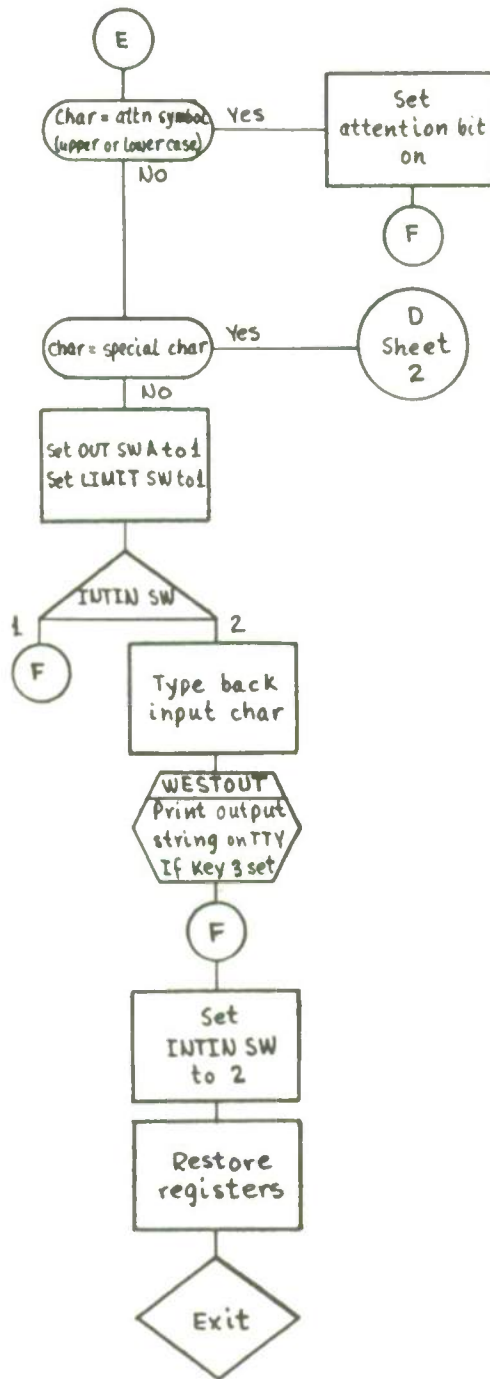 E
Char = attn symbol
(upper or lower case)
Yes
Set
attention bit
on
NO
F
Char = special char
Yes
D
Sheet
2
NO
Set OUT SWA to 1
Set LIMIT SW to 1
INTIN SW
1
2
F
Type back
input char
WESTOUT
Print output
string on TTY
If Key 3 set
F
Set
INTIN SW
to 2
Restore
registers
Exit